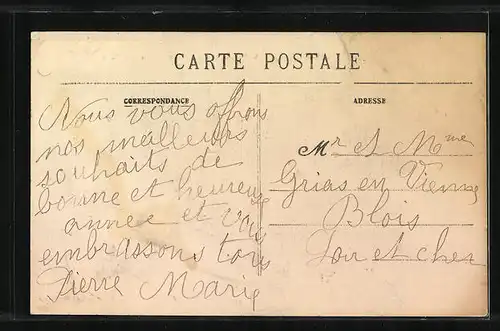 CARTE POSTALE
CORRESPONDANCE
ADRESSE
Nous vous offrons
nos meilleurs
souhaits de
bonne et heureuse
année et vous
embrassons tous
Pierre Marie
Mr et Mme
Grias en Vienne
Blois
Loir et cher